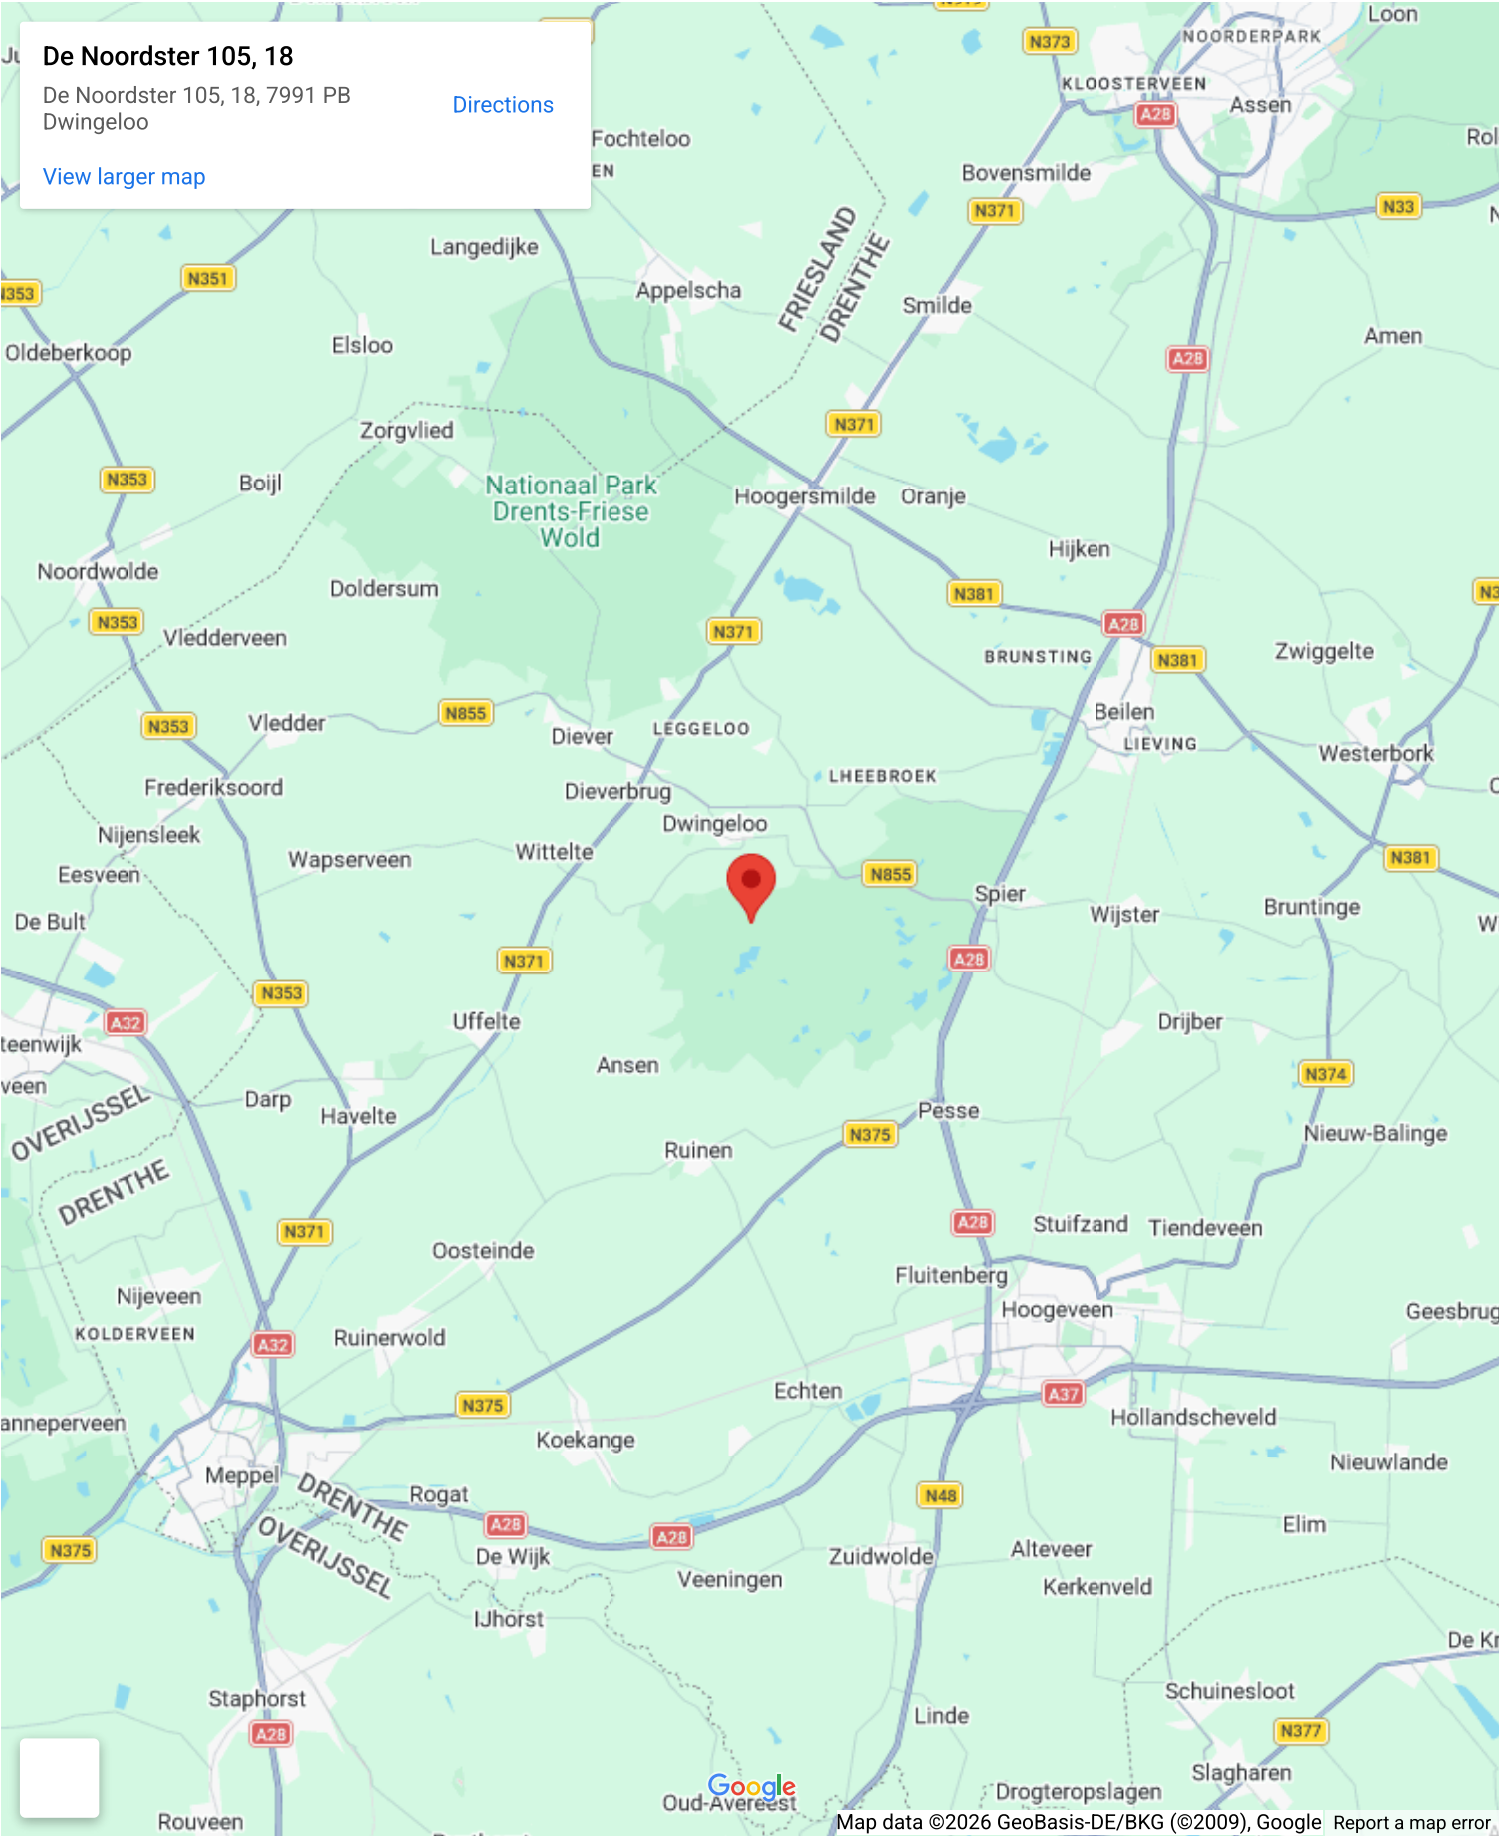 De Noordster 105, 18
De Noordster 105, 18, 7991 PB
Dwingeloo
Directions
View larger map
Loon
NOORDERPARK
N373
KLOOSTERVEEN
Assen
A28
Fochteloo
Bovensmilde
N371
N33
Langedijke
FRIESLAND
DRENTHE
N351
N353
Appelscha
Smilde
Amen
Oldeberkoop
Elsloo
A28
N371
Zorgvlied
N353
Boijl
Nationaal Park
Drents-Friese
Wold
Hoogersmilde
Oranje
Hijken
Noordwolde
Doldersum
N381
N353
N371
A28
Vledderveen
BRUNSTING
N381
Zwiggelte
N855
N353
Vledder
Diever
LEGGELOO
Beilen
LIEVING
Westerbork
Frederiksoord
Dieverbrug
LHEEBROEK
Nijensleek
Dwingeloo
Wapserveen
Wittelte
N381
Eesveen
N855
Spier
Wijster
Bruntinge
De Bult
N371
A28
N353
A32
Uffelte
Drijber
teenwijk
Ansen
N374
veen
Darp
Havelte
Pesse
OVERIJSSEL
DRENTHE
N375
Nieuw-Balinge
Ruinen
N371
A28
Stuifzand
Tiendeveen
Oosteinde
Fluitenberg
Nijeveen
Hoogeveen
Geesbrug
KOLDERVEEN
A32
Ruinerwold
Echten
A37
N375
Hollandscheveld
anneperveen
Koekange
Nieuwlande
Meppel
DRENTHE
OVERIJSSEL
Rogat
N48
A28
A28
Elim
N375
De Wijk
Zuidwolde
Alteveer
Veeningen
Kerkenveld
IJhorst
De Kr
Staphorst
Schuinesloot
A28
Linde
N377
Slagharen
Google
Drogteropslagen
Oud-Avereest
Rouveen
Map data ©2026 GeoBasis-DE/BKG (©2009), Google
Report a map error